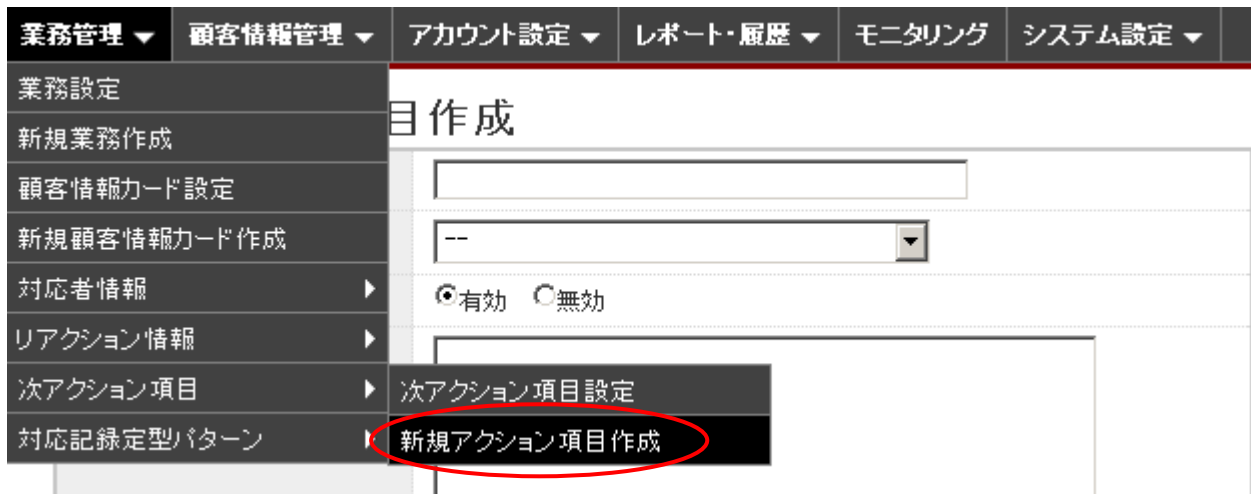 業務管理 ▼ 顧客情報管理 ▼ アカウント設定 ▼ レポート・履歴 ▼ モニタリング システム設定 ▼
業務設定
目作成
新規業務作成
顧客情報カード設定
新規顧客情報カード作成
--
対応者情報
有効 無効
リアクション情報
次アクション項目
次アクション項目設定
対応記録定型パターン
新規アクション項目作成